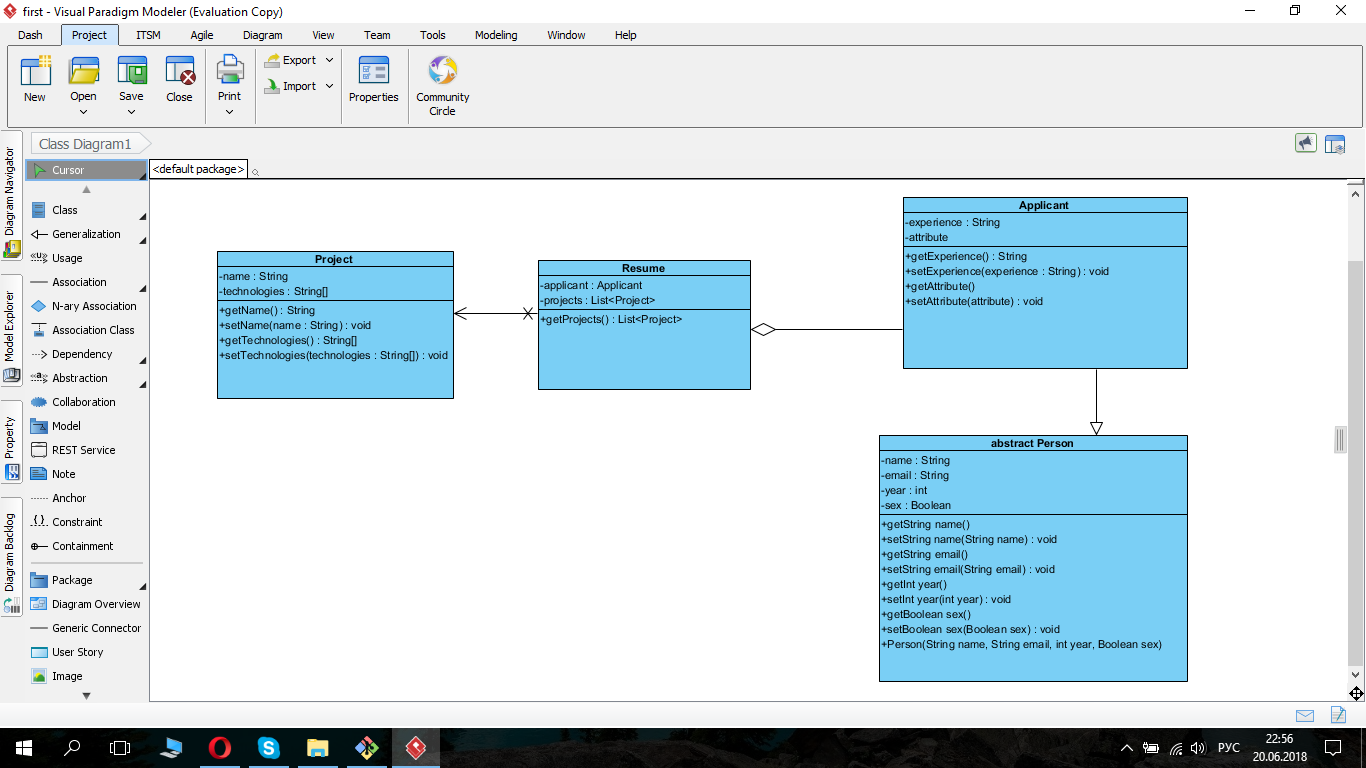 first - Visual Paradigm Modeler (Evaluation Copy)
Dash Project ITSM Agile Diagram View Team Tools Modeling Window Help
New Open Save Close Print Export Import Properties Community Circle
Class Diagram1
Diagram Navigator
Model Explorer
Property
Diagram Backlog
Cursor
Class
Generalization
Usage
Association
N-ary Association
Association Class
Dependency
Abstraction
Collaboration
Model
REST Service
Note
Anchor
Constraint
Containment
Package
Diagram Overview
Generic Connector
User Story
Image
<default package>
Project
-name : String
-technologies : String[]
+getName() : String
+setName(name : String) : void
+getTechnologies() : String[]
+setTechnologies(technologies : String[]) : void
Resume
-applicant : Applicant
-projects : List<Project>
+getProjects() : List<Project>
Applicant
-experience : String
-attribute
+getExperience() : String
+setExperience(experience : String) : void
+getAttribute()
+setAttribute(attribute) : void
abstract Person
-name : String
-email : String
-year : int
-sex : Boolean
+getString name()
+setString name(String name) : void
+getString email()
+setString email(String email) : void
+getInt year()
+setInt year(int year) : void
+getBoolean sex()
+setBoolean sex(Boolean sex) : void
+Person(String name, String email, int year, Boolean sex)
РУС
22:56
20.06.2018